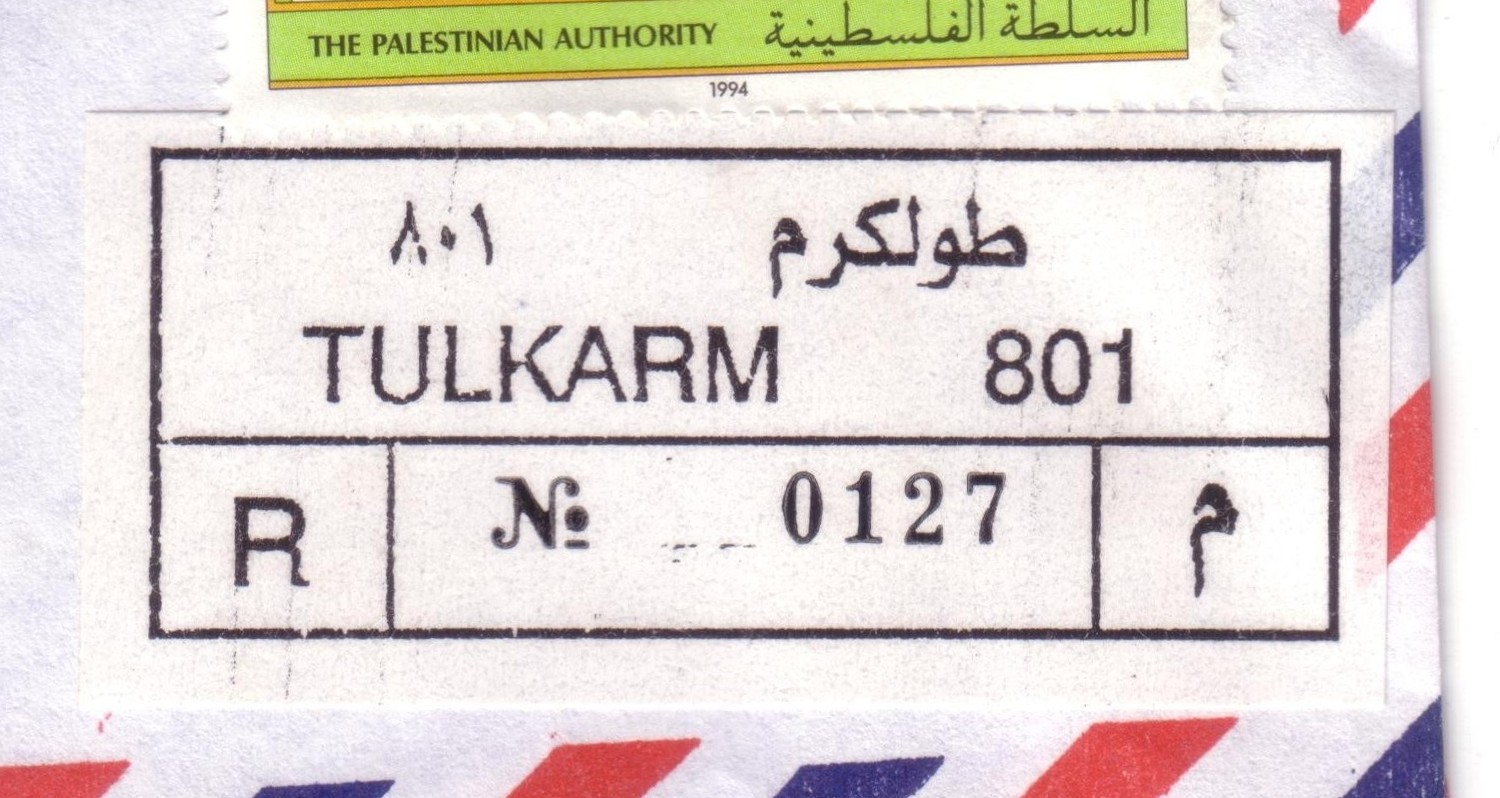 THE PALESTINIAN AUTHORITY السلطة الفلسطينية
1994
طولكرم ٨٠١
TULKARM 801
R № 0127 م